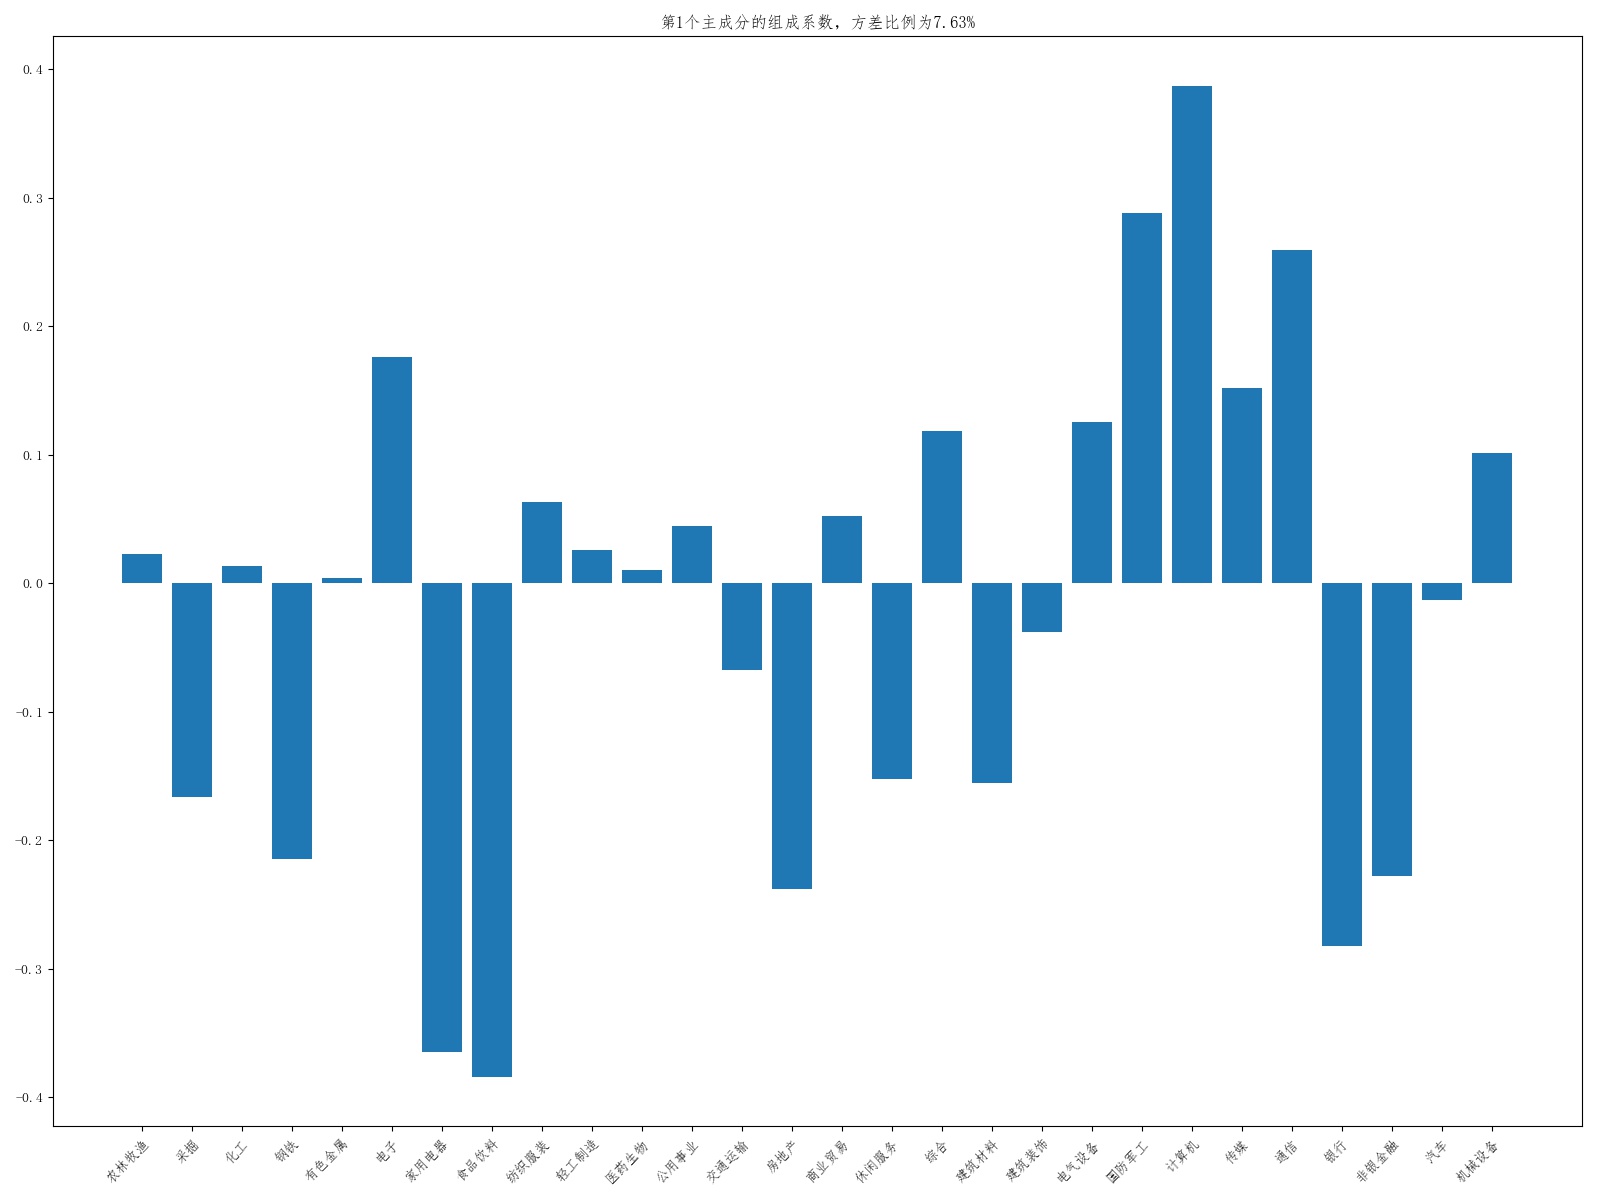 第1个主成分的组成系数，方差比例为7.63%
0.4
0.3
0.2
0.1
0.0
-0.1
-0.2
-0.3
-0.4
农林牧渔
采掘
化工
钢铁
有色金属
电子
家用电器
食品饮料
纺织服装
轻工制造
医药生物
公用事业
交通运输
房地产
商业贸易
休闲服务
综合
建筑材料
建筑装饰
电气设备
国防军工
计算机
传媒
通信
银行
非银金融
汽车
机械设备